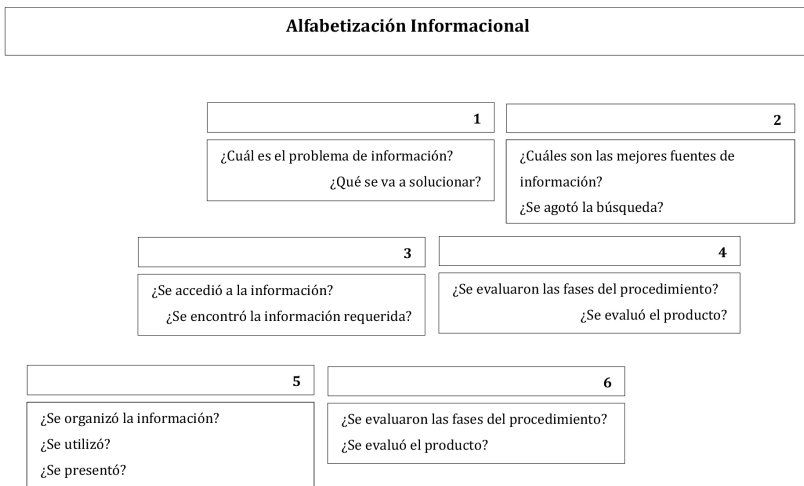 Alfabetización Informacional
1
¿Cuál es el problema de información?
¿Qué se va a solucionar?
2
¿Cuáles son las mejores fuentes de
información?
¿Se agotó la búsqueda?
3
¿Se accedió a la información?
¿Se encontró la información requerida?
4
¿Se evaluaron las fases del procedimiento?
¿Se evaluó el producto?
5
¿Se organizó la información?
¿Se utilizó?
¿Se presentó?
6
¿Se evaluaron las fases del procedimiento?
¿Se evaluó el producto?